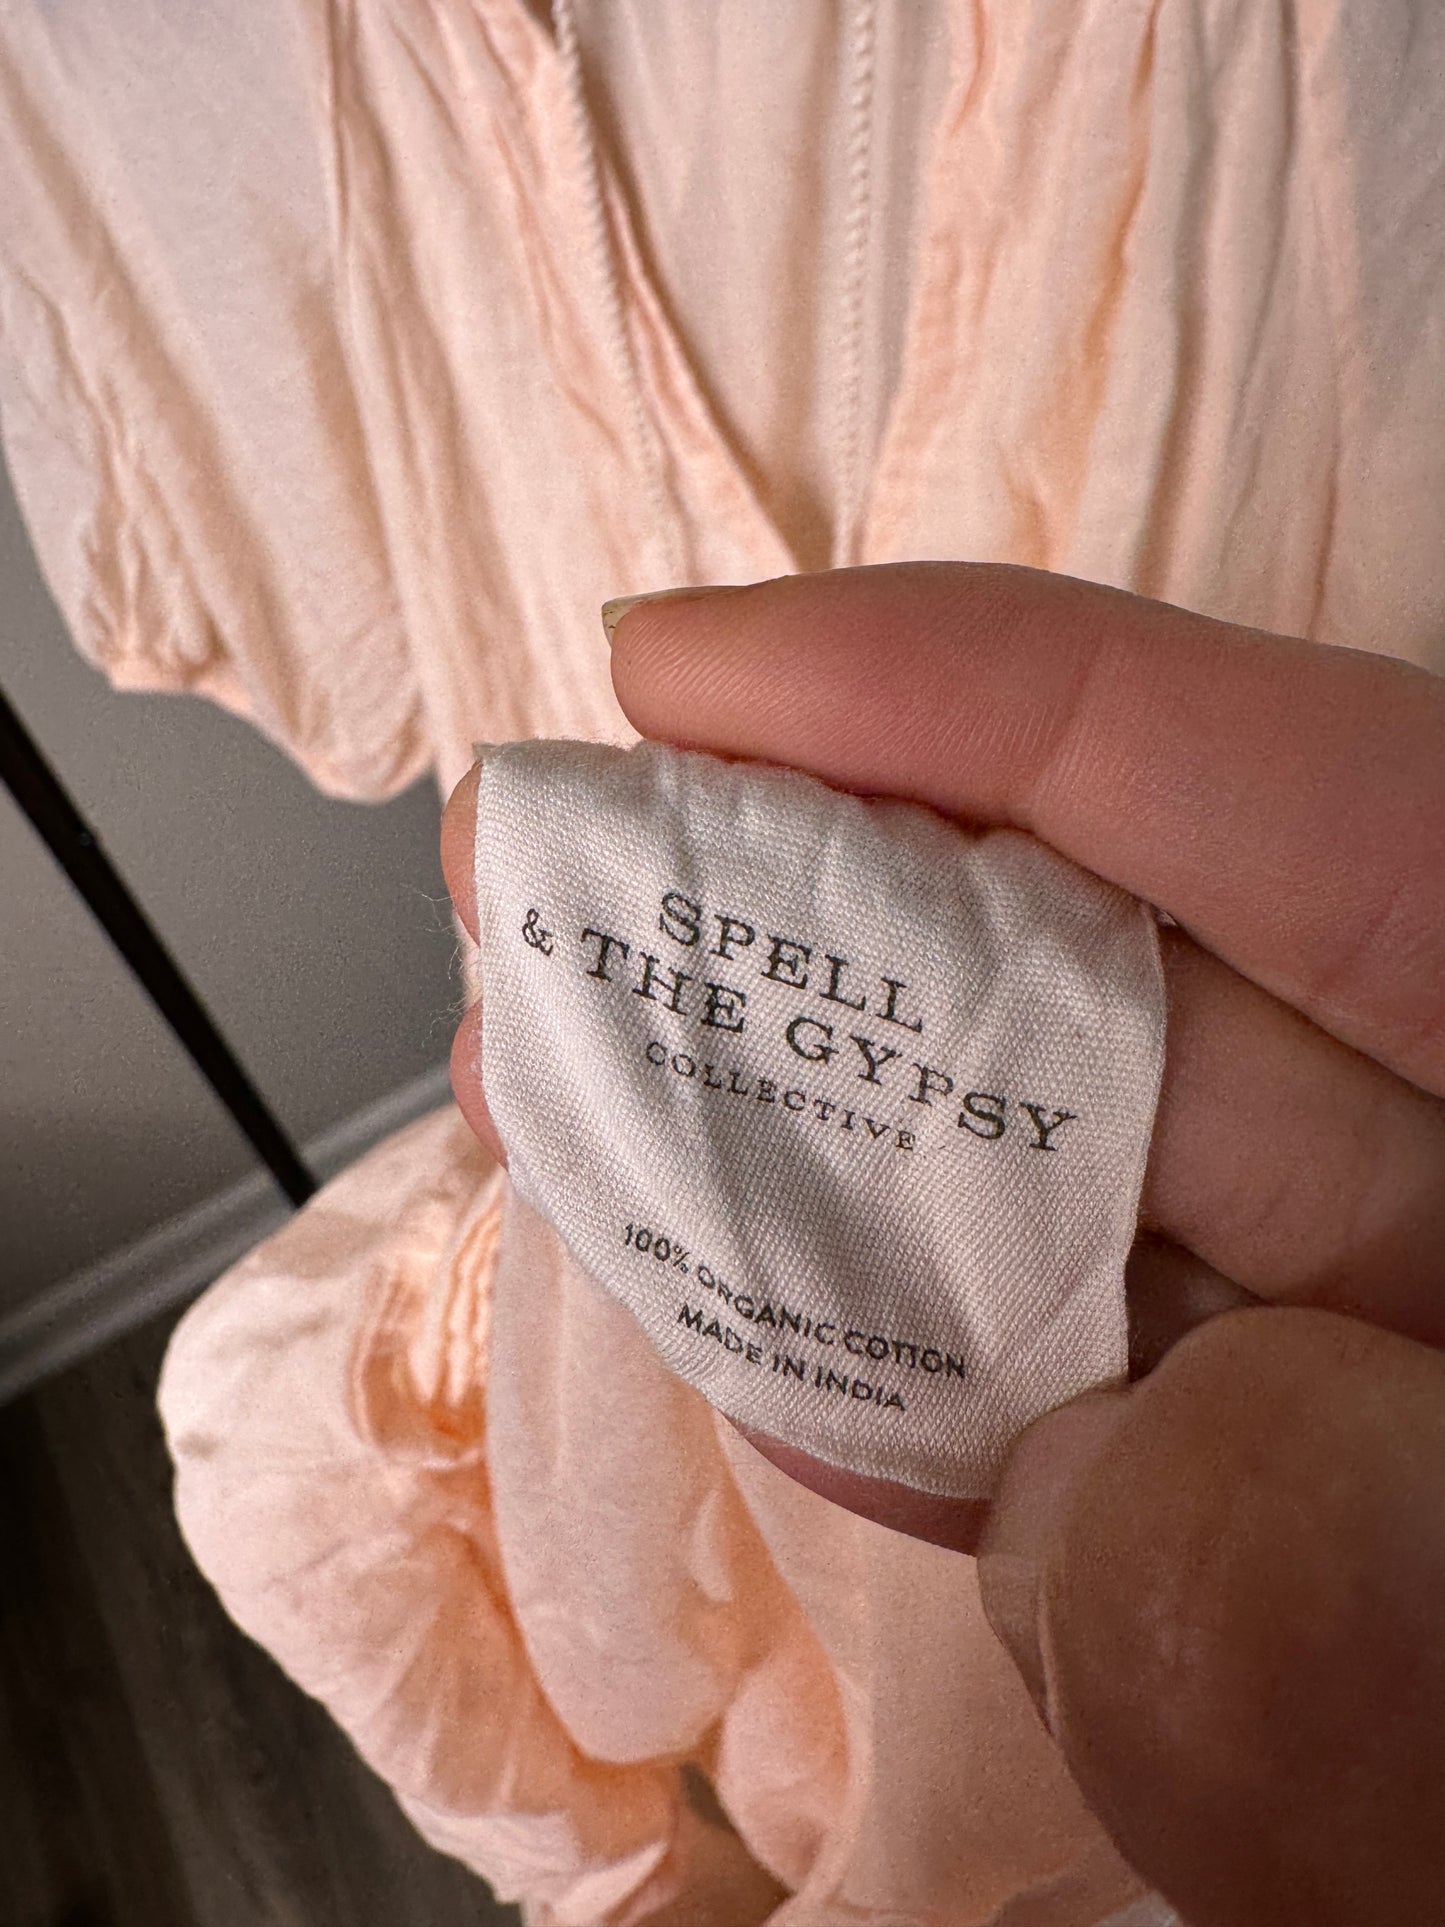 SPELL
& THE GYPSY
COLLECTIVE
100% ORGANIC COTTON
MADE IN INDIA